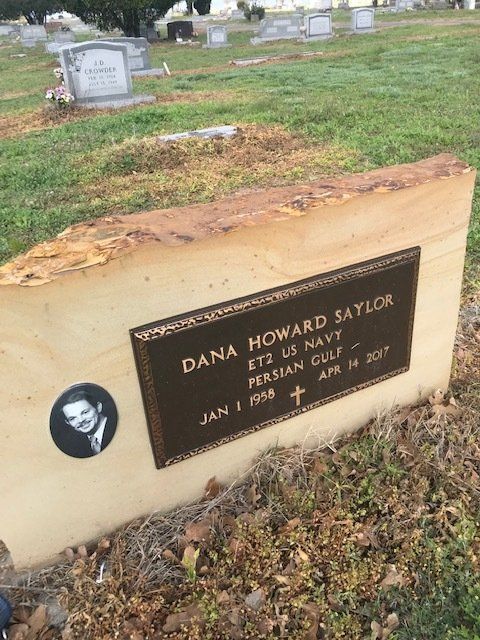 J.D.
CROWDER
DANA HOWARD SAYLOR
ET2 US NAVY
PERSIAN GULF
JAN 1 1958 APR 14 2017